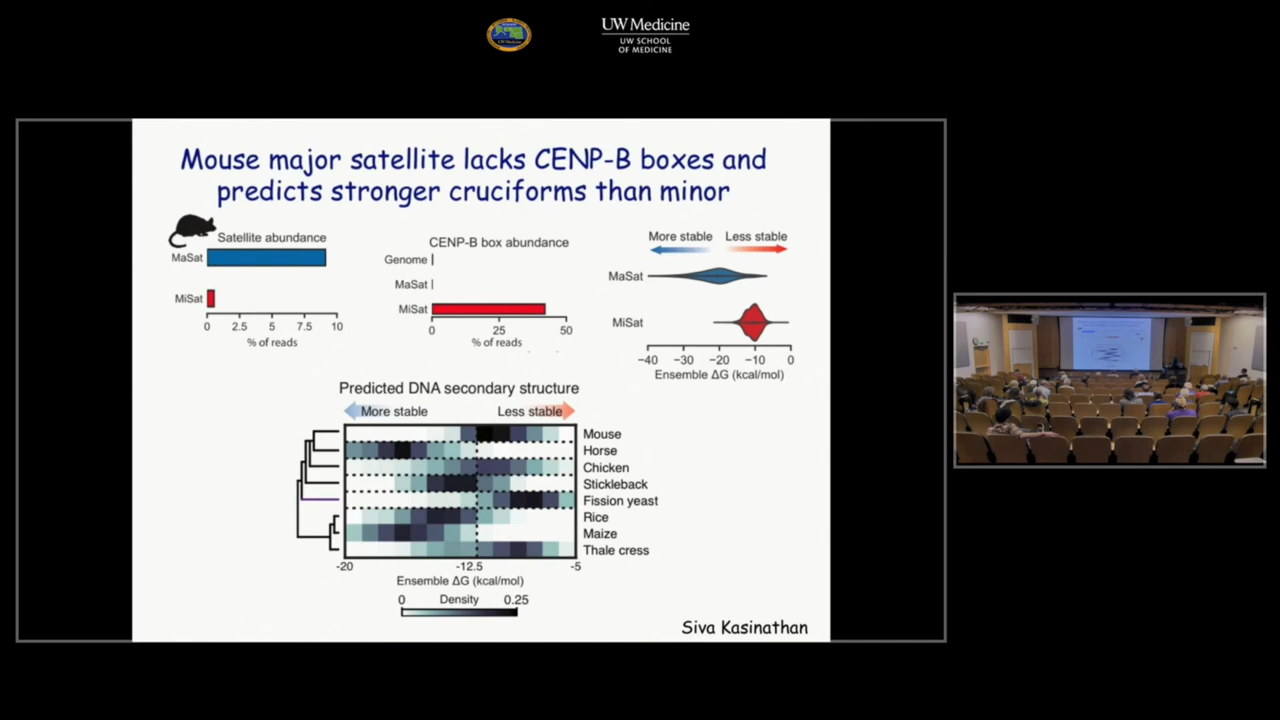 UW Medicine
UW SCHOOL
OF MEDICINE
Mouse major satellite lacks CENP-B boxes and
predicts stronger cruciforms than minor
Satellite abundance
MaSat
MiSat
0 2.5 5 7.5 10
% of reads
CENP-B box abundance
Genome
MaSat
MiSat
0 25 50
% of reads
More stable Less stable
MaSat
MiSat
−40 −30 −20 −10 0
Ensemble ΔG (kcal/mol)
Predicted DNA secondary structure
More stable Less stable
Mouse
Horse
Chicken
Stickleback
Fission yeast
Rice
Maize
Thale cress
-20 -12.5 -5
Ensemble ΔG (kcal/mol)
0 Density 0.25
Siva Kasinathan